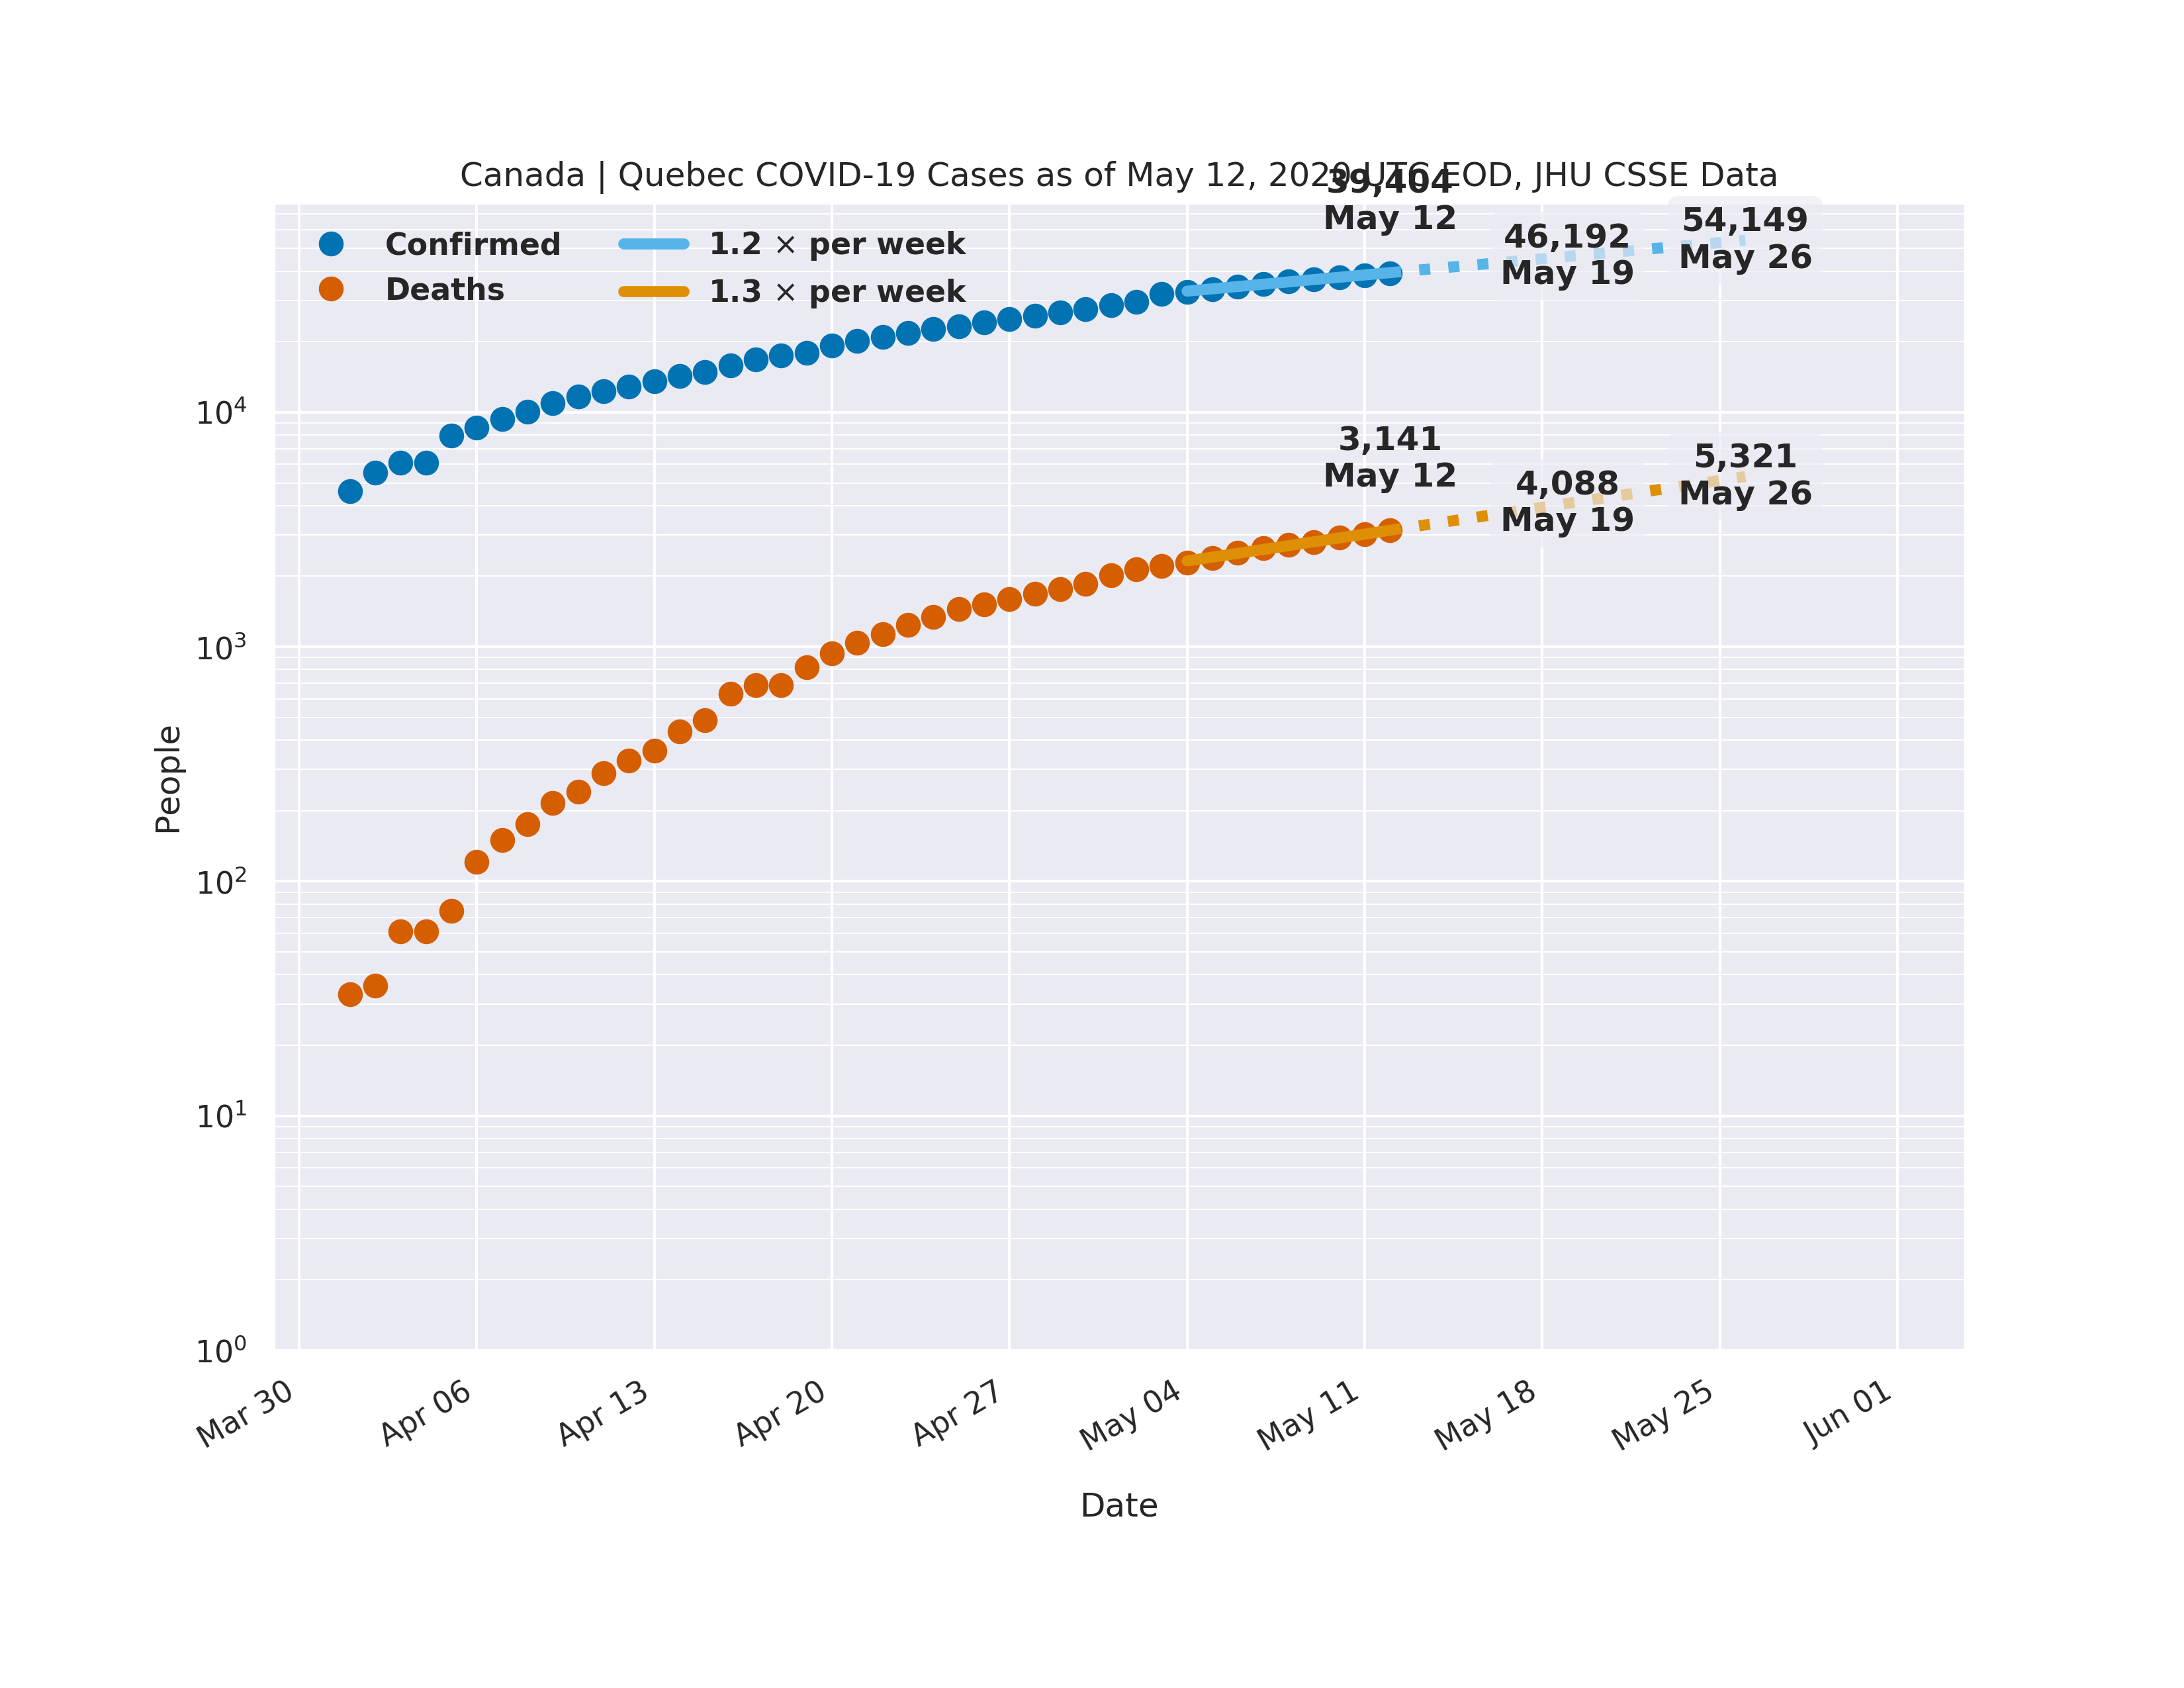 Canada | Quebec COVID-19 Cases as of May 12, 2020 UTC EOD, JHU CSSE Data
39,404
May 12
46,192
May 19
54,149
May 26
Confirmed
Deaths
1.2 × per week
1.3 × per week
3,141
May 12
4,088
May 19
5,321
May 26
People
10⁴
10³
10²
10¹
10⁰
Mar 30
Apr 06
Apr 13
Apr 20
Apr 27
May 04
May 11
May 18
May 25
Jun 01
Date